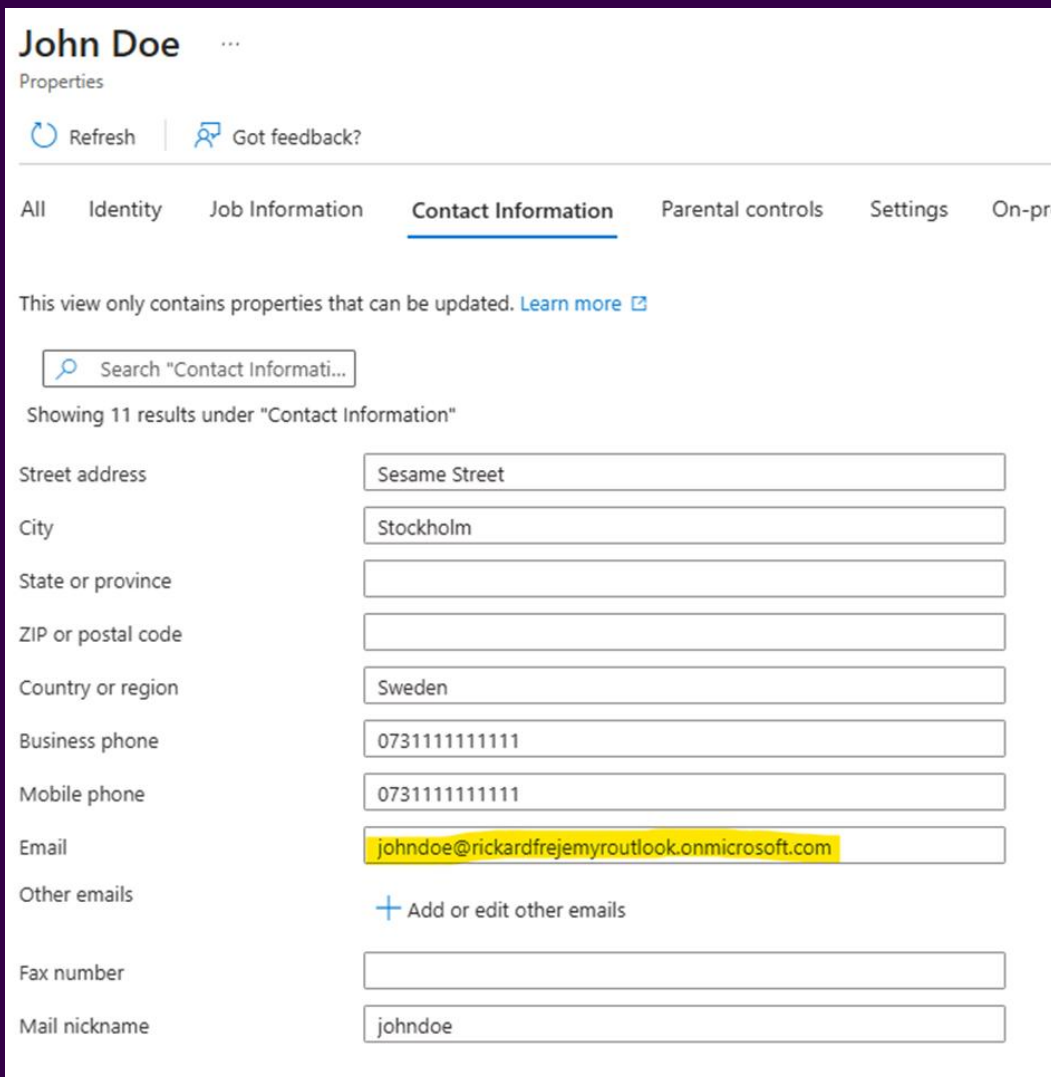 John Doe ...
Properties
Refresh Got feedback?
All Identity Job Information Contact Information Parental controls Settings On-pr
This view only contains properties that can be updated. Learn more
Search "Contact Informati...
Showing 11 results under "Contact Information"
Street address Sesame Street
City Stockholm
State or province
ZIP or postal code
Country or region Sweden
Business phone 0731111111111
Mobile phone 0731111111111
Email johndoe@rickardfrejemyroutlook.onmicrosoft.com
Other emails
Add or edit other emails
Fax number
Mail nickname johndoe